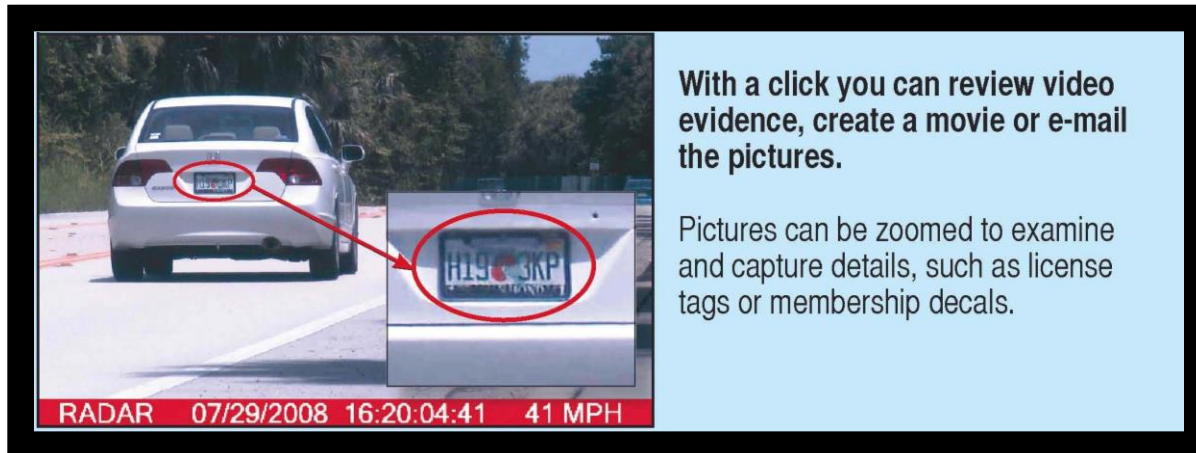 H19 3KP
RADAR 07/29/2008 16:20:04:41 41 MPH
With a click you can review video
evidence, create a movie or e-mail
the pictures.
Pictures can be zoomed to examine
and capture details, such as license
tags or membership decals.